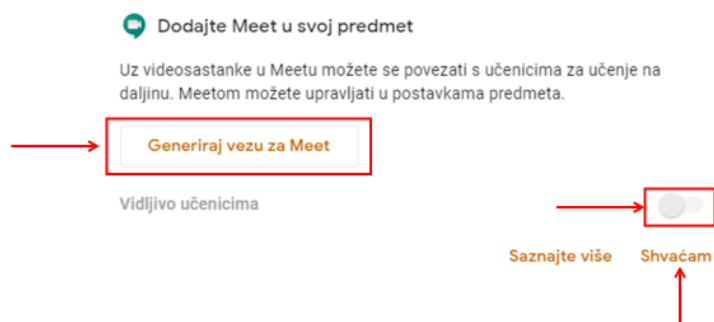 Dodajte Meet u svoj predmet
Uz videosastanke u Meetu možete se povezati s učenicima za učenje na
daljinu. Meetom možete upravljati u postavkama predmeta.
Generiraj vezu za Meet
Vidljivo učenicima
Saznajte više Shvaćam